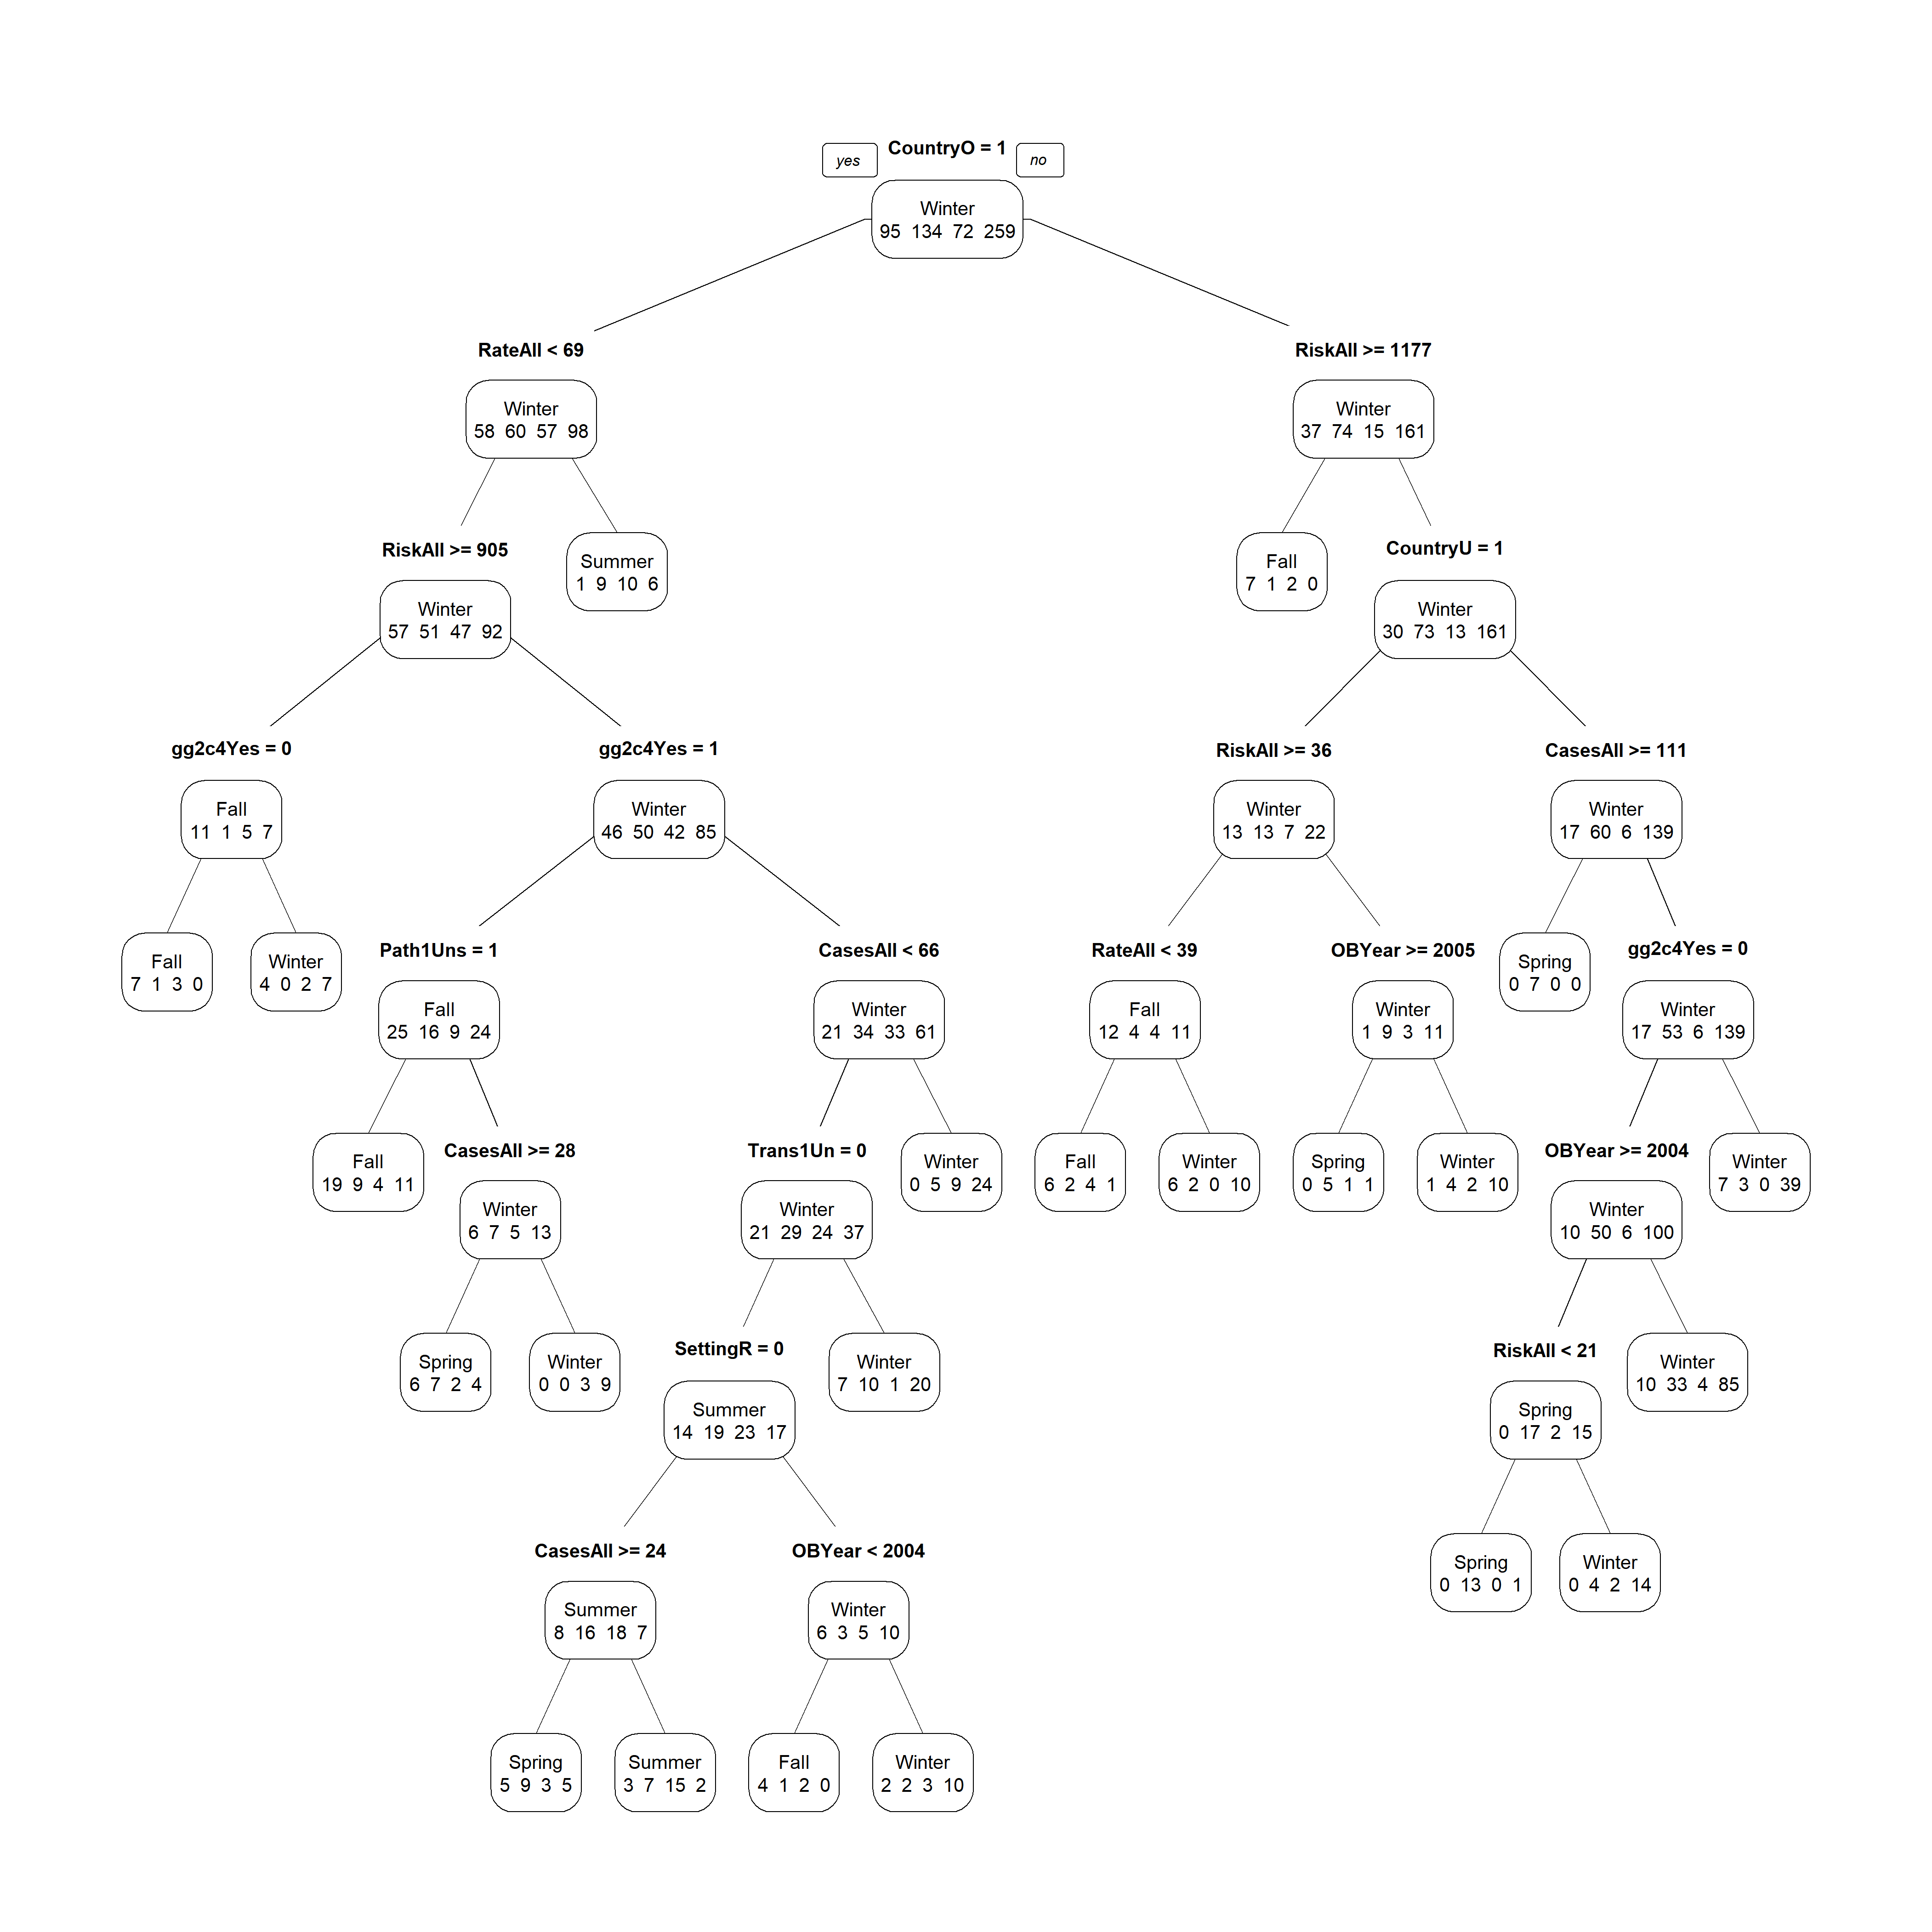 CountryO = 1
yes
no
Winter
95 134 72 259
RateAll < 69
RiskAll >= 1177
Winter
58 60 57 98
Winter
37 74 15 161
RiskAll >= 905
Summer
1 9 10 6
Fall
7 1 2 0
CountryU = 1
Winter
57 51 47 92
Winter
30 73 13 161
gg2c4Yes = 0
gg2c4Yes = 1
RiskAll >= 36
CasesAll >= 111
Fall
11 1 5 7
Winter
46 50 42 85
Winter
13 13 7 22
Winter
17 60 6 139
Fall
7 1 3 0
Winter
4 0 2 7
Path1Uns = 1
CasesAll < 66
RateAll < 39
OBYear >= 2005
Spring
0 7 0 0
gg2c4Yes = 0
Fall
25 16 9 24
Winter
21 34 33 61
Fall
12 4 4 11
Winter
1 9 3 11
Winter
17 53 6 139
Fall
19 9 4 11
CasesAll >= 28
Trans1Un = 0
Winter
0 5 9 24
Fall
6 2 4 1
Winter
6 2 0 10
Spring
0 5 1 1
Winter
1 4 2 10
OBYear >= 2004
Winter
7 3 0 39
Winter
6 7 5 13
Winter
21 29 24 37
Winter
10 50 6 100
Spring
6 7 2 4
Winter
0 0 3 9
SettingR = 0
Winter
7 10 1 20
RiskAll < 21
Winter
10 33 4 85
Summer
14 19 23 17
Spring
0 17 2 15
CasesAll >= 24
OBYear < 2004
Spring
0 13 0 1
Winter
0 4 2 14
Summer
8 16 18 7
Winter
6 3 5 10
Spring
5 9 3 5
Summer
3 7 15 2
Fall
4 1 2 0
Winter
2 2 3 10